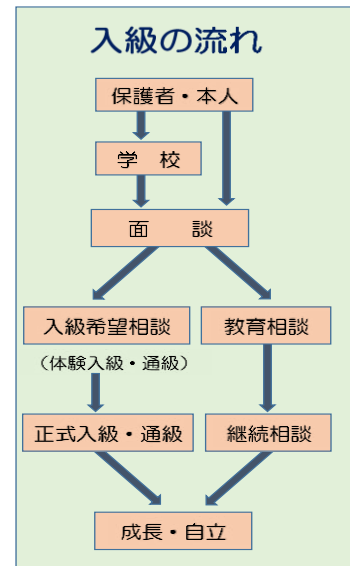 入級の流れ
保護者・本人
学　校
面　　談
入級希望相談
教育相談
（体験入級・通級）
正式入級・通級
継続相談
成長・自立